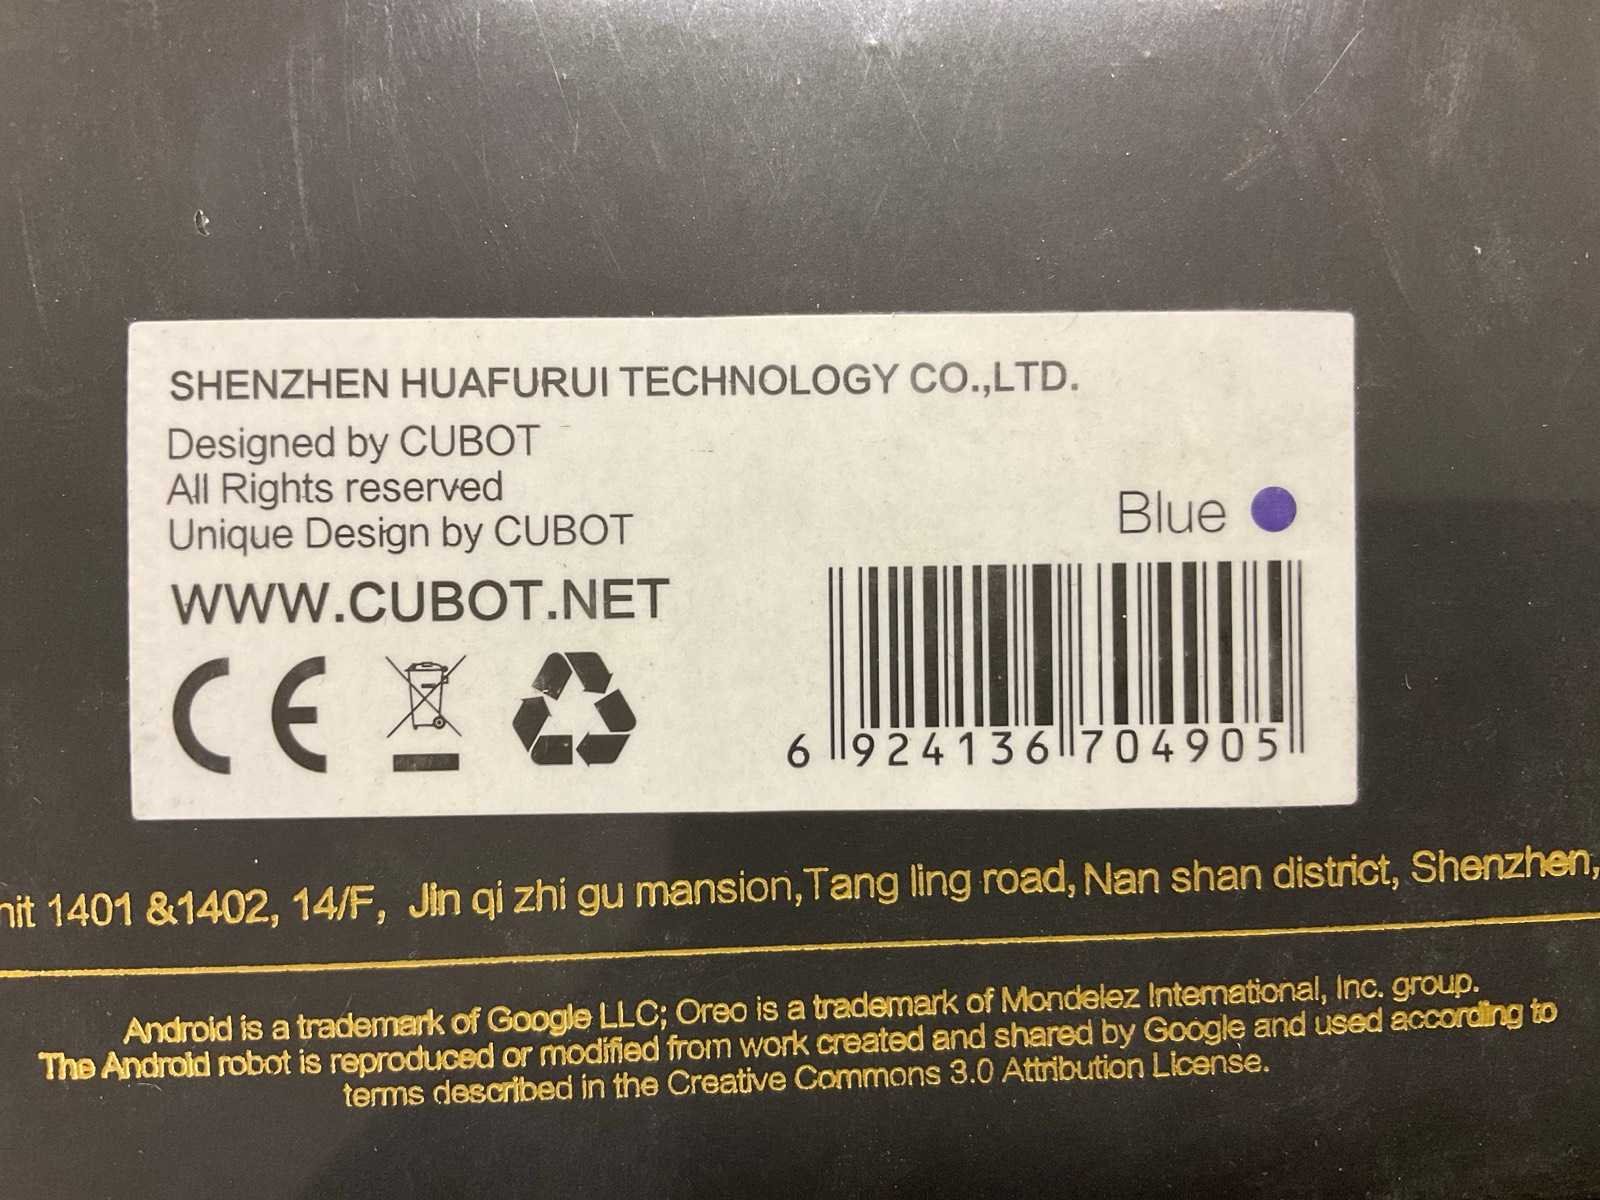 SHENZHEN HUAFURUI TECHNOLOGY CO.,LTD.
Designed by CUBOT
All Rights reserved
Unique Design by CUBOT
WWW.CUBOT.NET
CE
Blue
6 924136 704905
nit 1401 &1402, 14/F, Jin qi zhi gu mansion,Tang ling road, Nan shan district, Shenzhen,
Android is a trademark of Google LLC; Oreo is a trademark of Mondelez International, Inc. group.
The Android robot is reproduced or modified from work created and shared by Google and used according to
terms described in the Creative Commons 3.0 Attribution License.